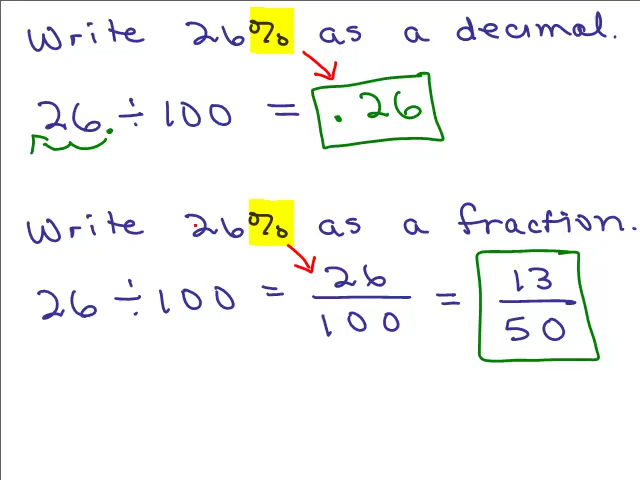 Write 26% as a decimal.
26. ÷ 100 = .26
Write 26% as a fraction.
26 ÷ 100 = 26/100 = 13/50